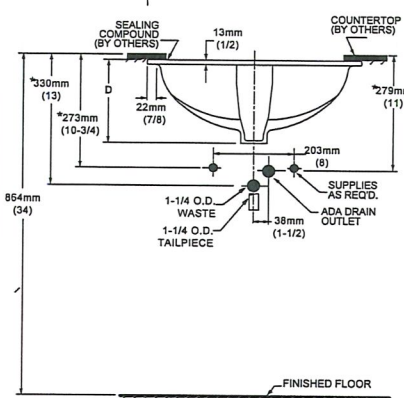 SEALING
COMPOUND
(BY OTHERS)
13mm
(1/2)
COUNTERTOP
(BY OTHERS)
*330mm
(13)
*273mm
(10-3/4)
D
22mm
(7/8)
*279m
(11)
203mm
(8)
864mm
(34)
1-1/4 O.D.
WASTE
1-1/4 O.D.
TAILPIECE
SUPPLIES
AS REQ'D.
ADA DRAIN
OUTLET
38mm
(1-1/2)
FINISHED FLOOR